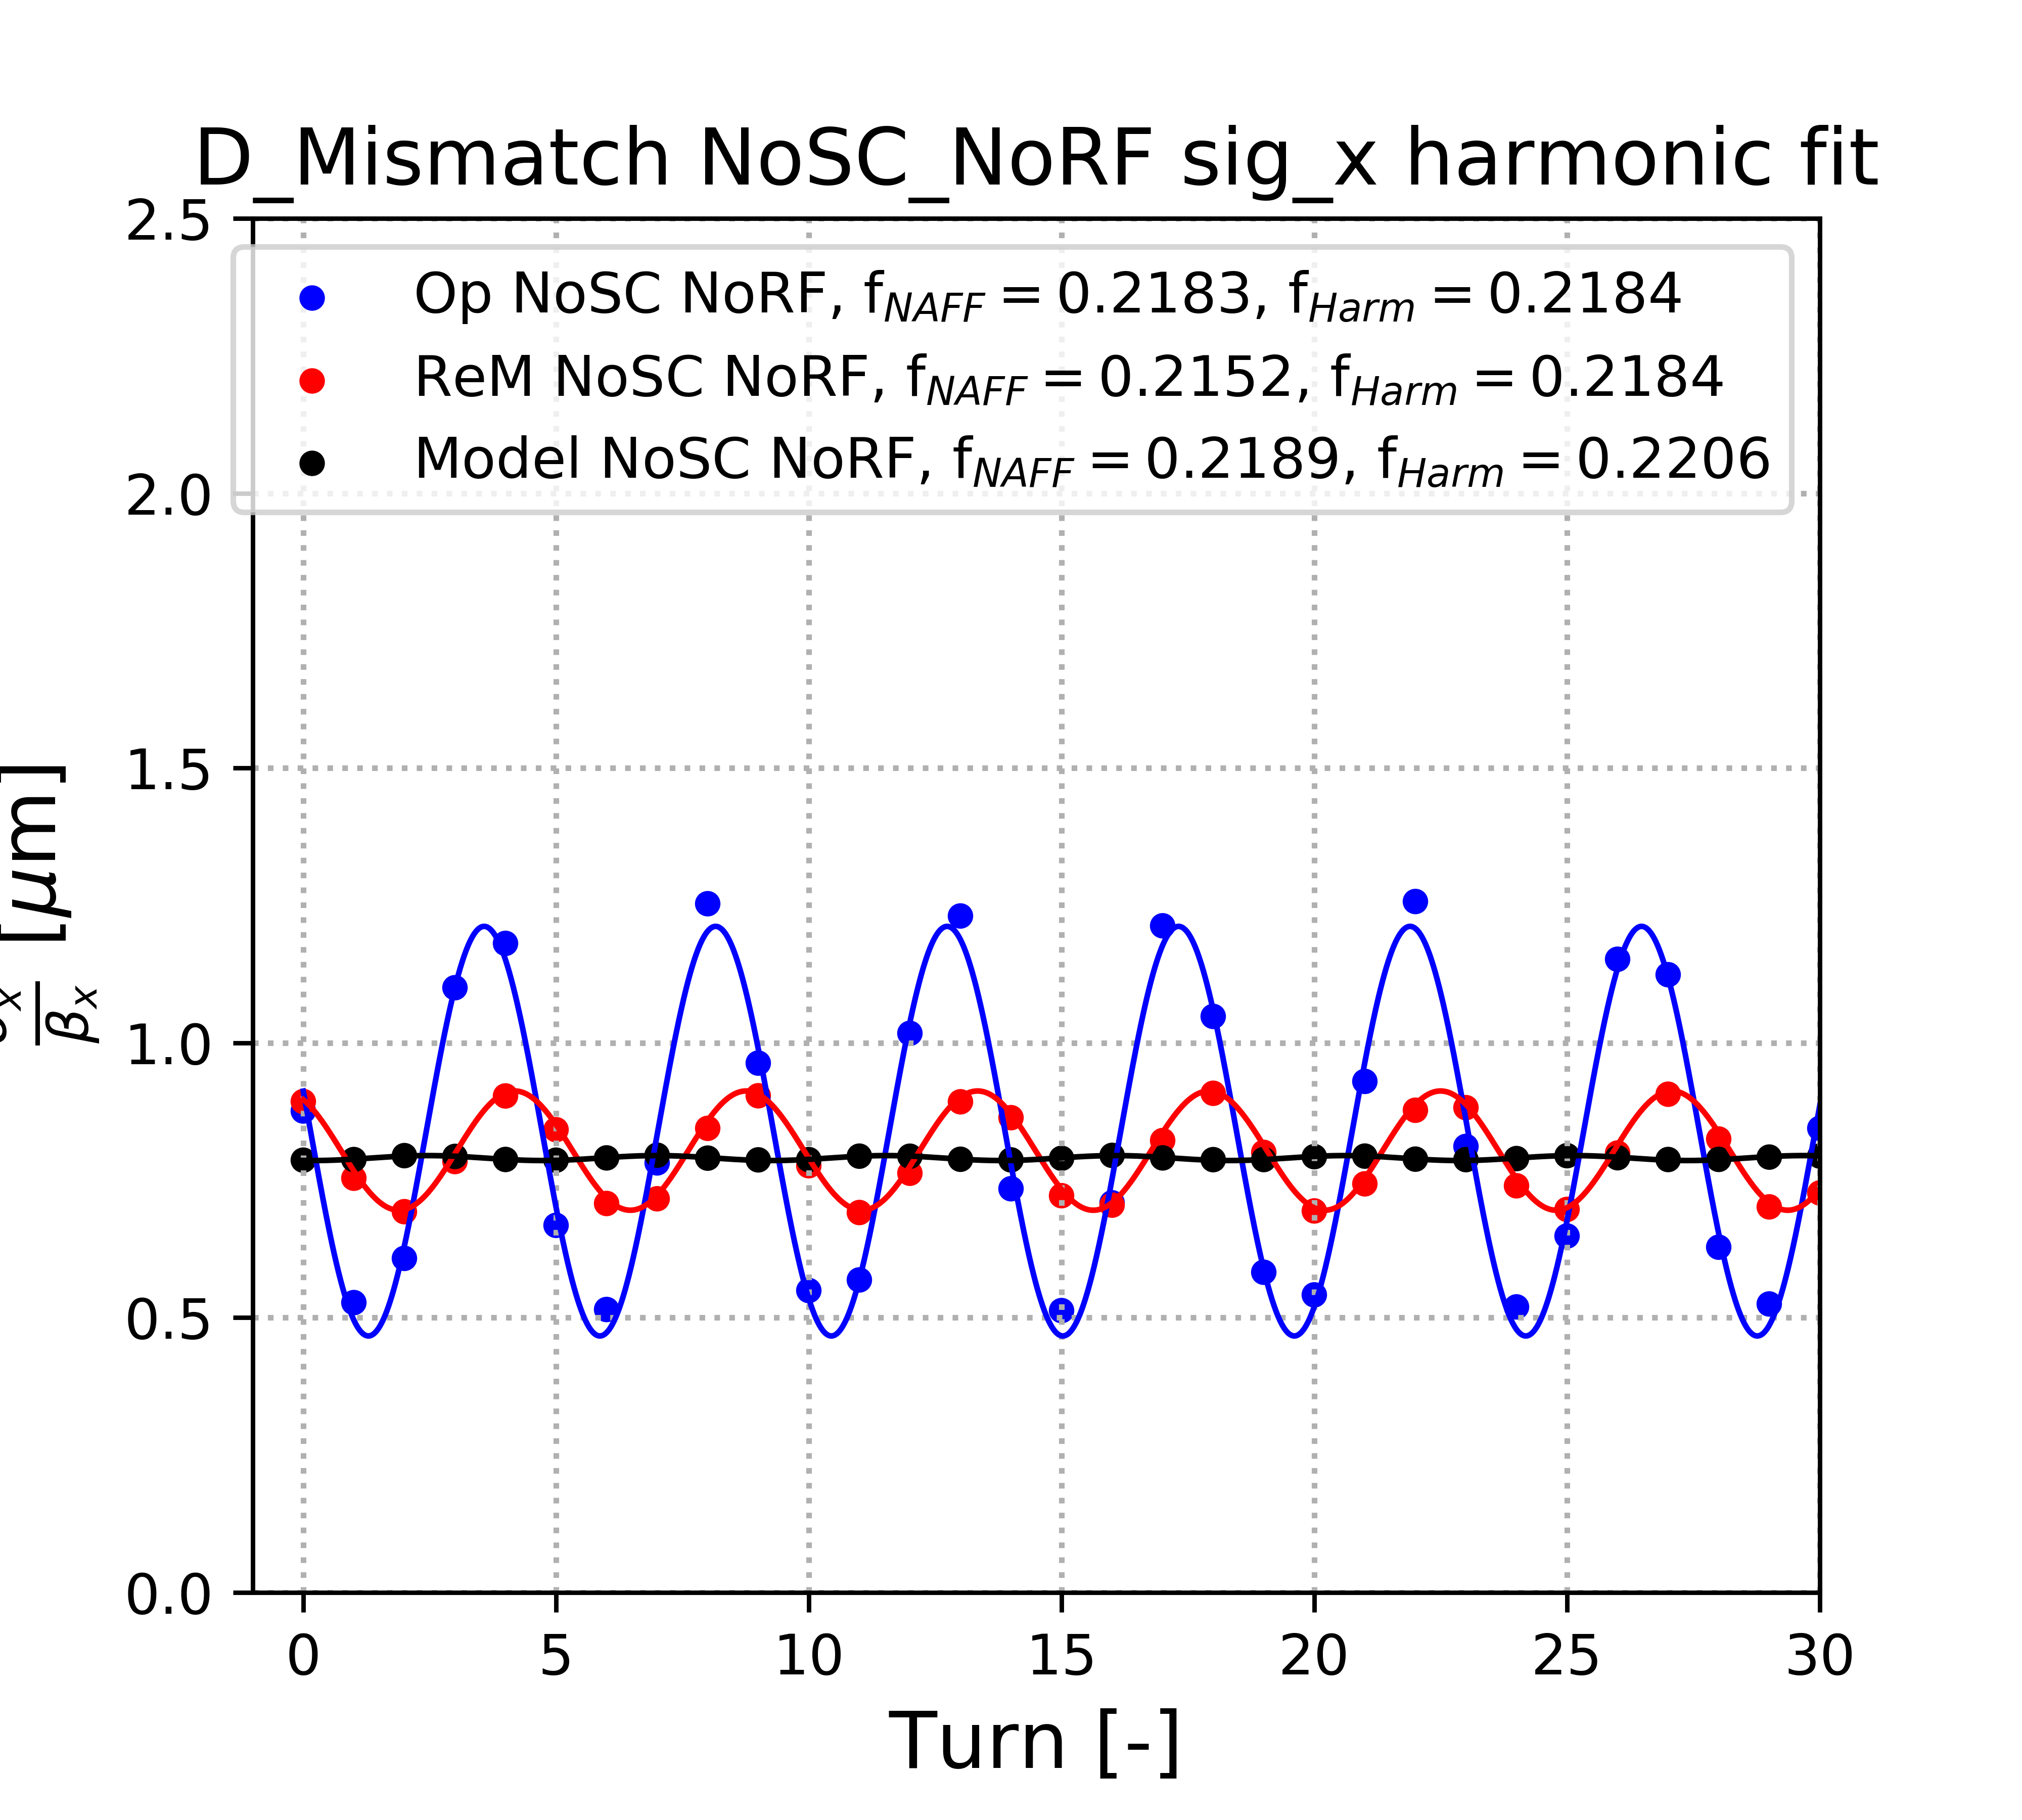 D_Mismatch NoSC_NoRF sig_x harmonic fit
Op NoSC NoRF, f_NAFF = 0.2183, f_Harm = 0.2184
ReM NoSC NoRF, f_NAFF = 0.2152, f_Harm = 0.2184
Model NoSC NoRF, f_NAFF = 0.2189, f_Harm = 0.2206
2.5
2.0
1.5
1.0
0.5
0.0
β_x [μm]
0 5 10 15 20 25 30
Turn [-]